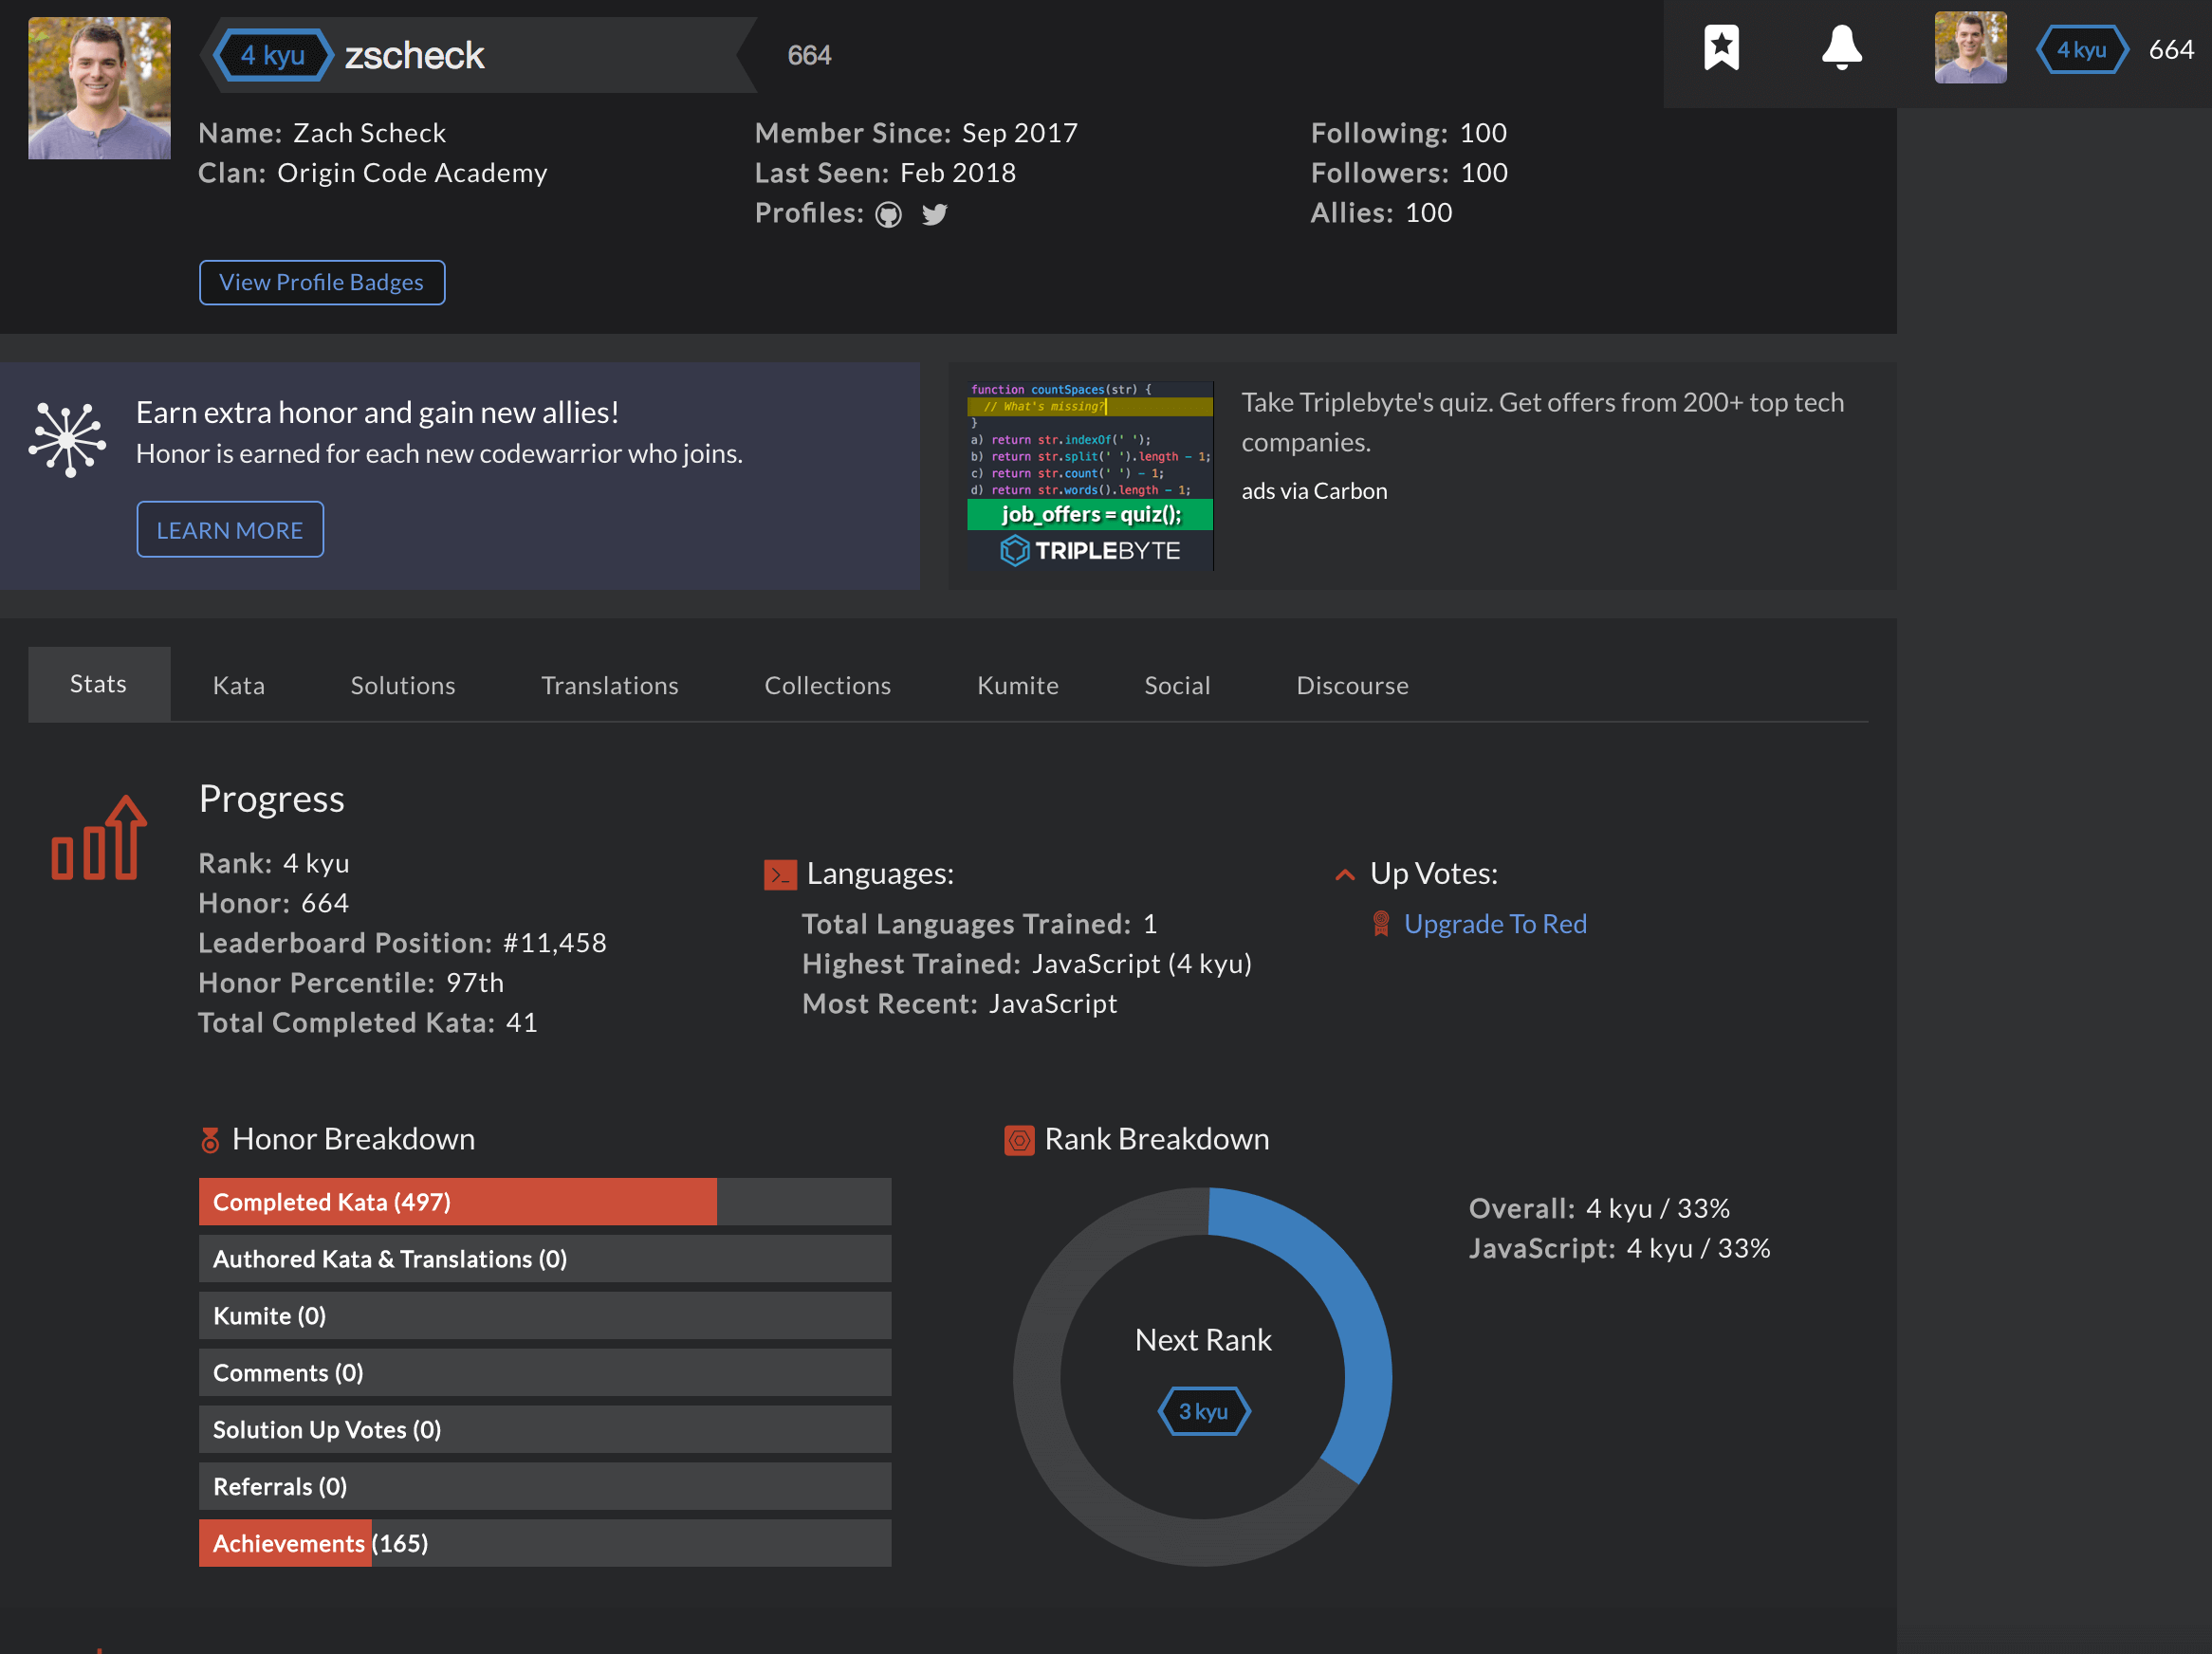 4 kyu zscheck 664
4 kyu 664
Name: Zach Scheck
Clan: Origin Code Academy
Member Since: Sep 2017
Last Seen: Feb 2018
Profiles:
Following: 100
Followers: 100
Allies: 100
View Profile Badges
Earn extra honor and gain new allies!
Honor is earned for each new codewarrior who joins.
LEARN MORE
function countSpaces(str) {
// What's missing?
}
a) return str.indexOf(' ');
b) return str.split(' ').length - 1;
c) return str.count(' ') - 1;
d) return str.words().length - 1;
job_offers = quiz();
TRIPLEBYTE
Take Triplebyte's quiz. Get offers from 200+ top tech
companies.
ads via Carbon
Stats Kata Solutions Translations Collections Kumite Social Discourse
Progress
Rank: 4 kyu
Honor: 664
Leaderboard Position: #11,458
Honor Percentile: 97th
Total Completed Kata: 41
>_ Languages:
Total Languages Trained: 1
Highest Trained: JavaScript (4 kyu)
Most Recent: JavaScript
Up Votes:
Upgrade To Red
Honor Breakdown
Completed Kata (497)
Authored Kata & Translations (0)
Kumite (0)
Comments (0)
Solution Up Votes (0)
Referrals (0)
Achievements (165)
Rank Breakdown
Next Rank
3 kyu
Overall: 4 kyu / 33%
JavaScript: 4 kyu / 33%